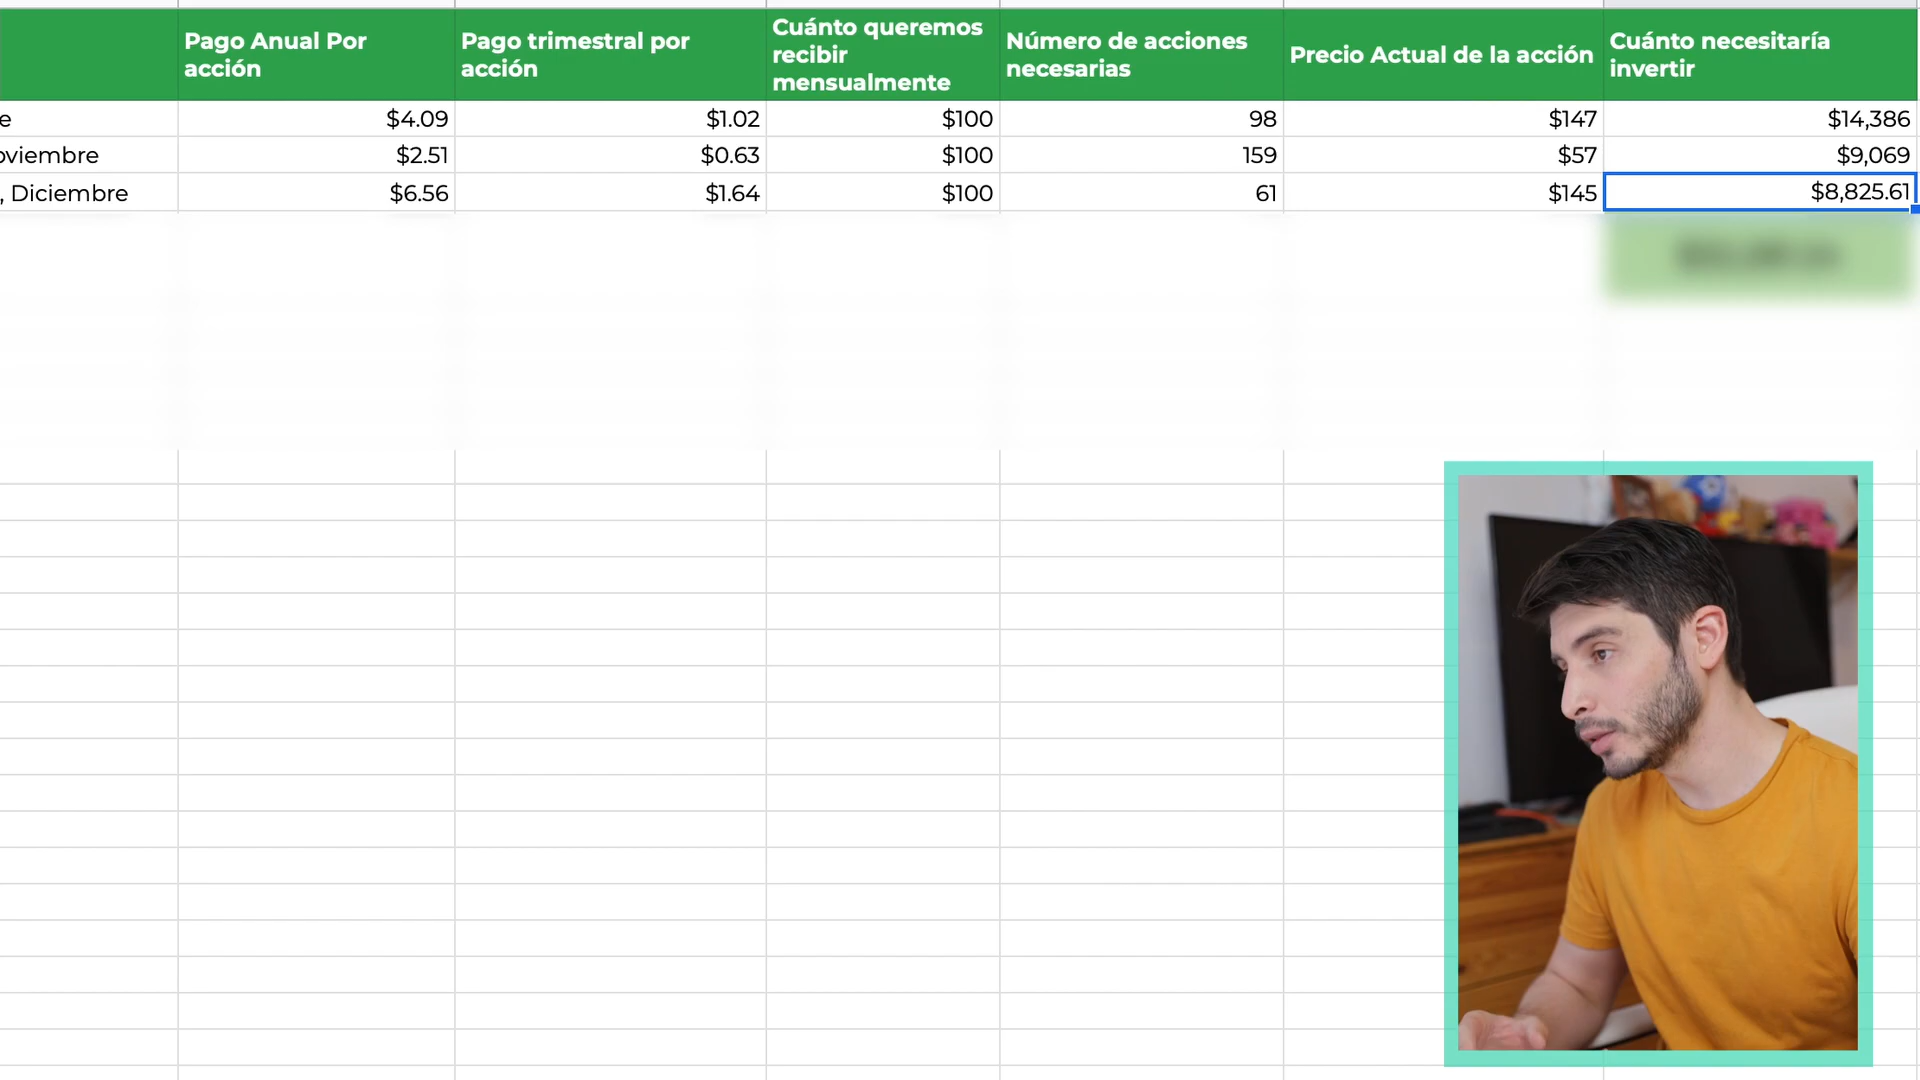 Pago Anual Por
acción
Pago trimestral por
acción
Cuánto queremos
recibir
mensualmente
Número de acciones
necesarias
Precio Actual de la acción
Cuánto necesitaría
invertir
e $4.09 $1.02 $100 98 $147 $14,386
oviembre $2.51 $0.63 $100 159 $57 $9,069
, Diciembre $6.56 $1.64 $100 61 $145 $8,825.61